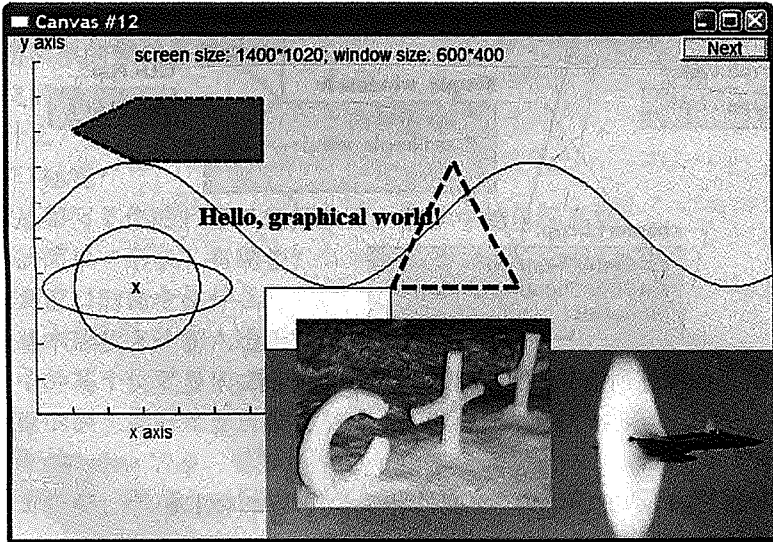 Canvas #12
y axis
screen size: 1400*1020; window size: 600*400
Next
Hello, graphical world!
x
x axis
C++